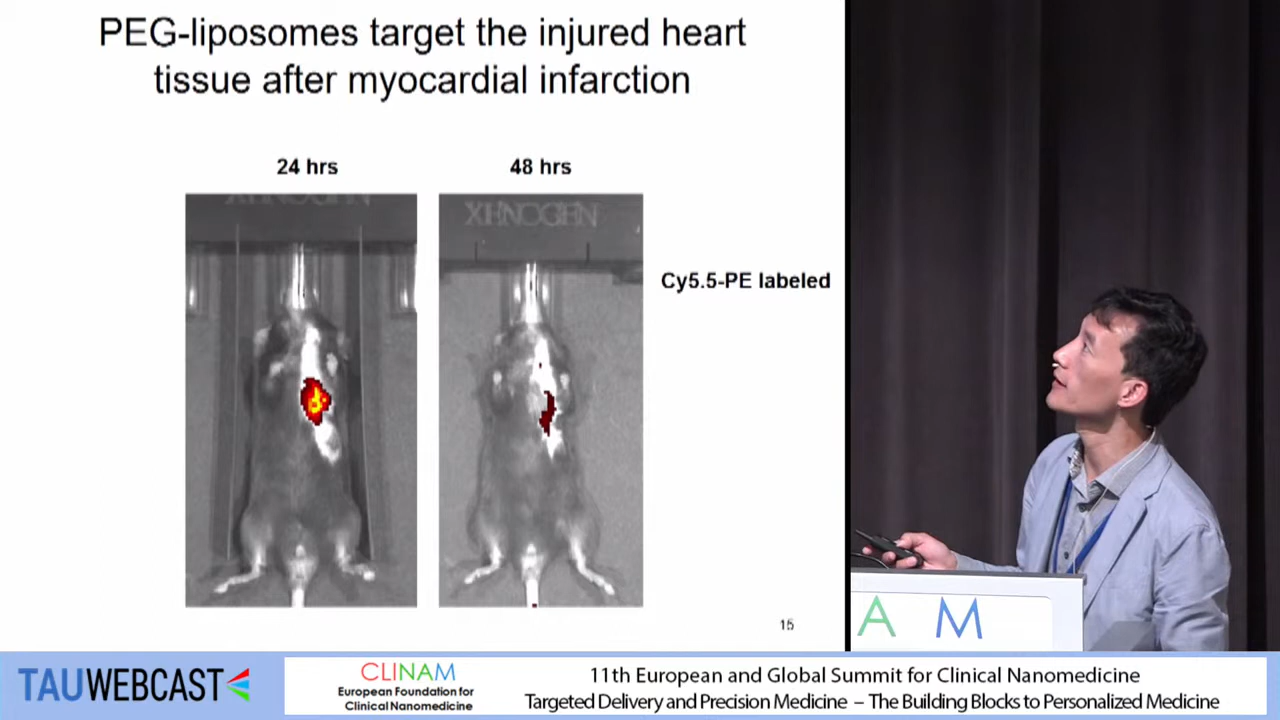 PEG-liposomes target the injured heart
tissue after myocardial infarction
24 hrs
48 hrs
XENOGEN
XENOGEN
Cy5.5-PE labeled
15
A M
TAUWEBCAST
CLINAM
European Foundation for
Clinical Nanomedicine
11th European and Global Summit for Clinical Nanomedicine
Targeted Delivery and Precision Medicine – The Building Blocks to Personalized Medicine